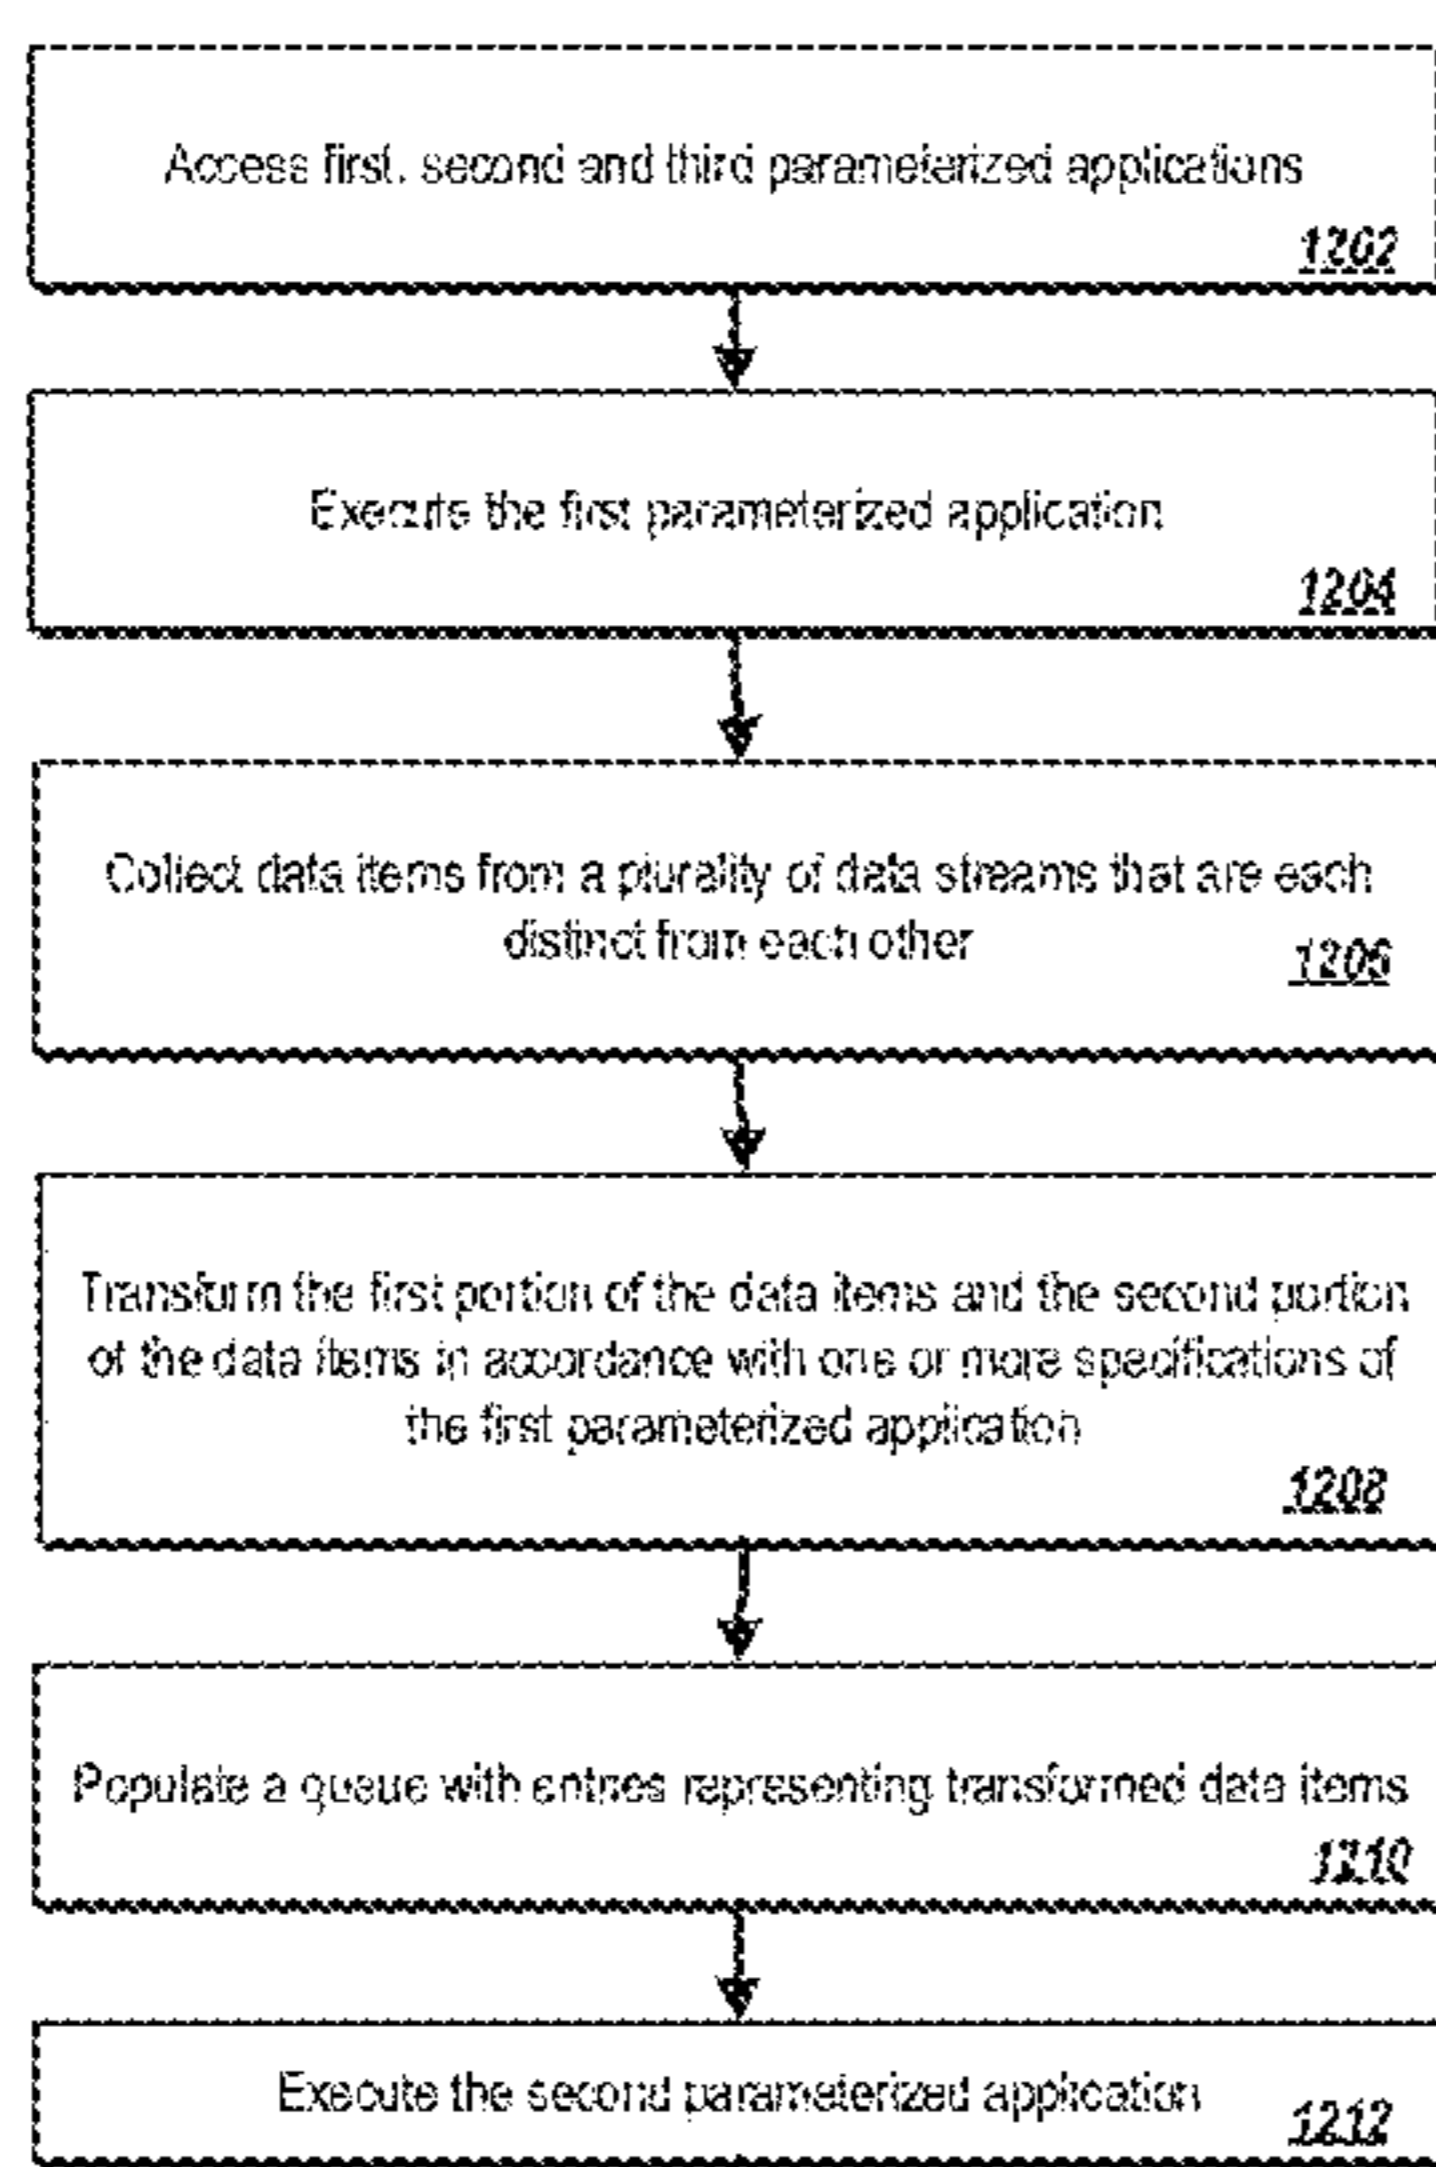 Access first, second and third parameterized applications
1202
Execute the first parameterized application
1204
Collect data items from a plurality of data streams that are each
distinct from each other
1206
Transform the first portion of the data items and the second portion
of the data items in accordance with one or more specifications of
the first parameterized application
1208
Populate a queue with entries representing transformed data items
1210
Execute the second parameterized application
1212